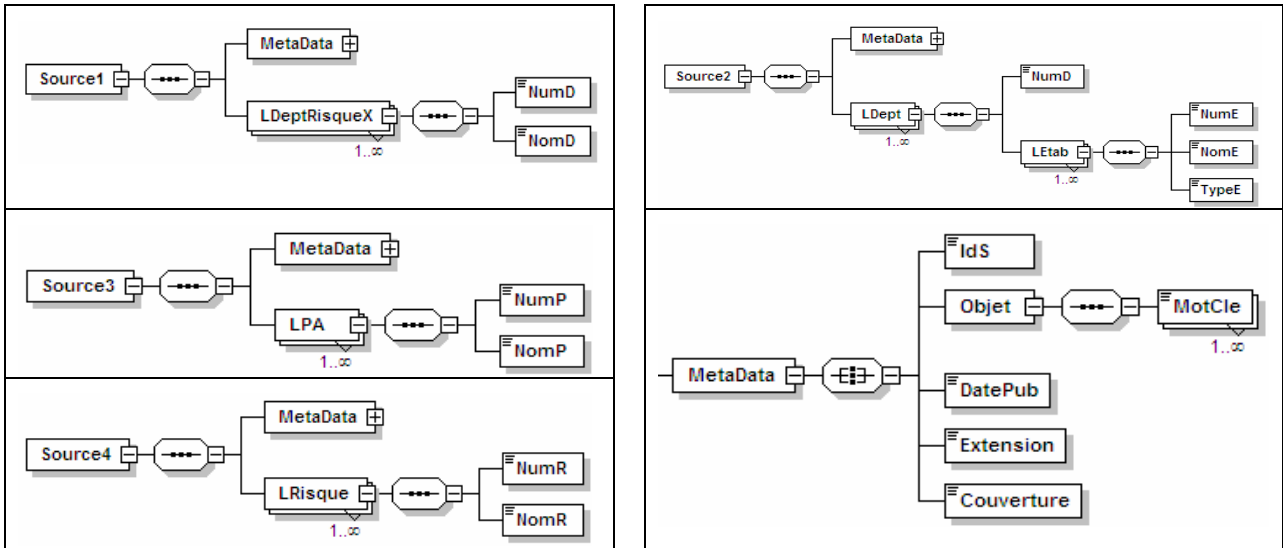 MetaData
Source1
LDeptRisqueX
1..∞
NumD
NomD
MetaData
Source2
NumD
LDept
1..∞
LEtab
1..∞
NumE
NomE
TypeE
MetaData
Source3
LPA
1..∞
NumP
NomP
MetaData
Source4
LRisque
1..∞
NumR
NomR
IdS
Objet
MotCle
1..∞
MetaData
DatePub
Extension
Couverture